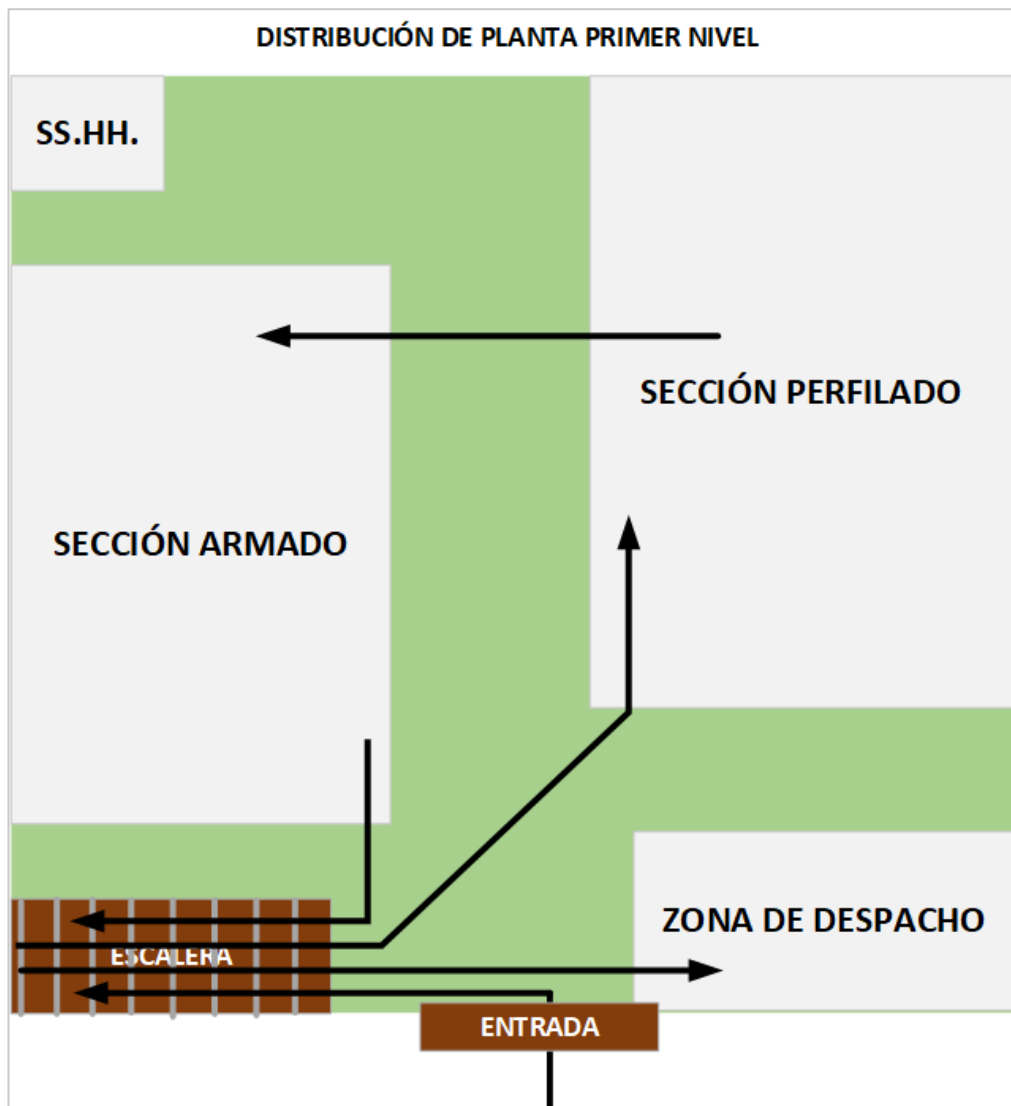 DISTRIBUCIÓN DE PLANTA PRIMER NIVEL
SS.HH.
SECCIÓN PERFILADO
SECCIÓN ARMADO
ZONA DE DESPACHO
ESCALERA
ENTRADA